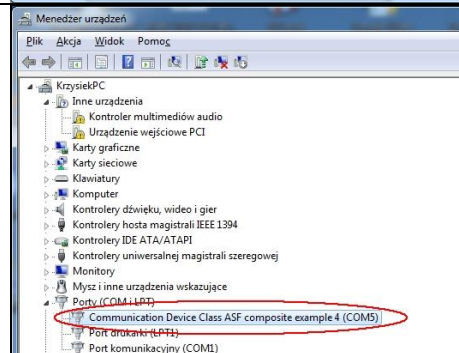 Menedżer urządzeń
Plik Akcja Widok Pomoc
KrzysiekPC
Inne urządzenia
Kontroler multimediów audio
Urządzenie wejściowe PCI
Karty graficzne
Karty sieciowe
Klawiatury
Komputer
Kontrolery dźwięku, wideo i gier
Kontrolery hosta magistrali IEEE 1394
Kontrolery IDE ATA/ATAPI
Kontrolery uniwersalnej magistrali szeregowej
Monitory
Mysz i inne urządzenia wskazujące
Porty (COM i LPT)
Communication Device Class ASF composite example 4 (COM5)
Port drukarki (LPT1)
Port komunikacyjny (COM1)